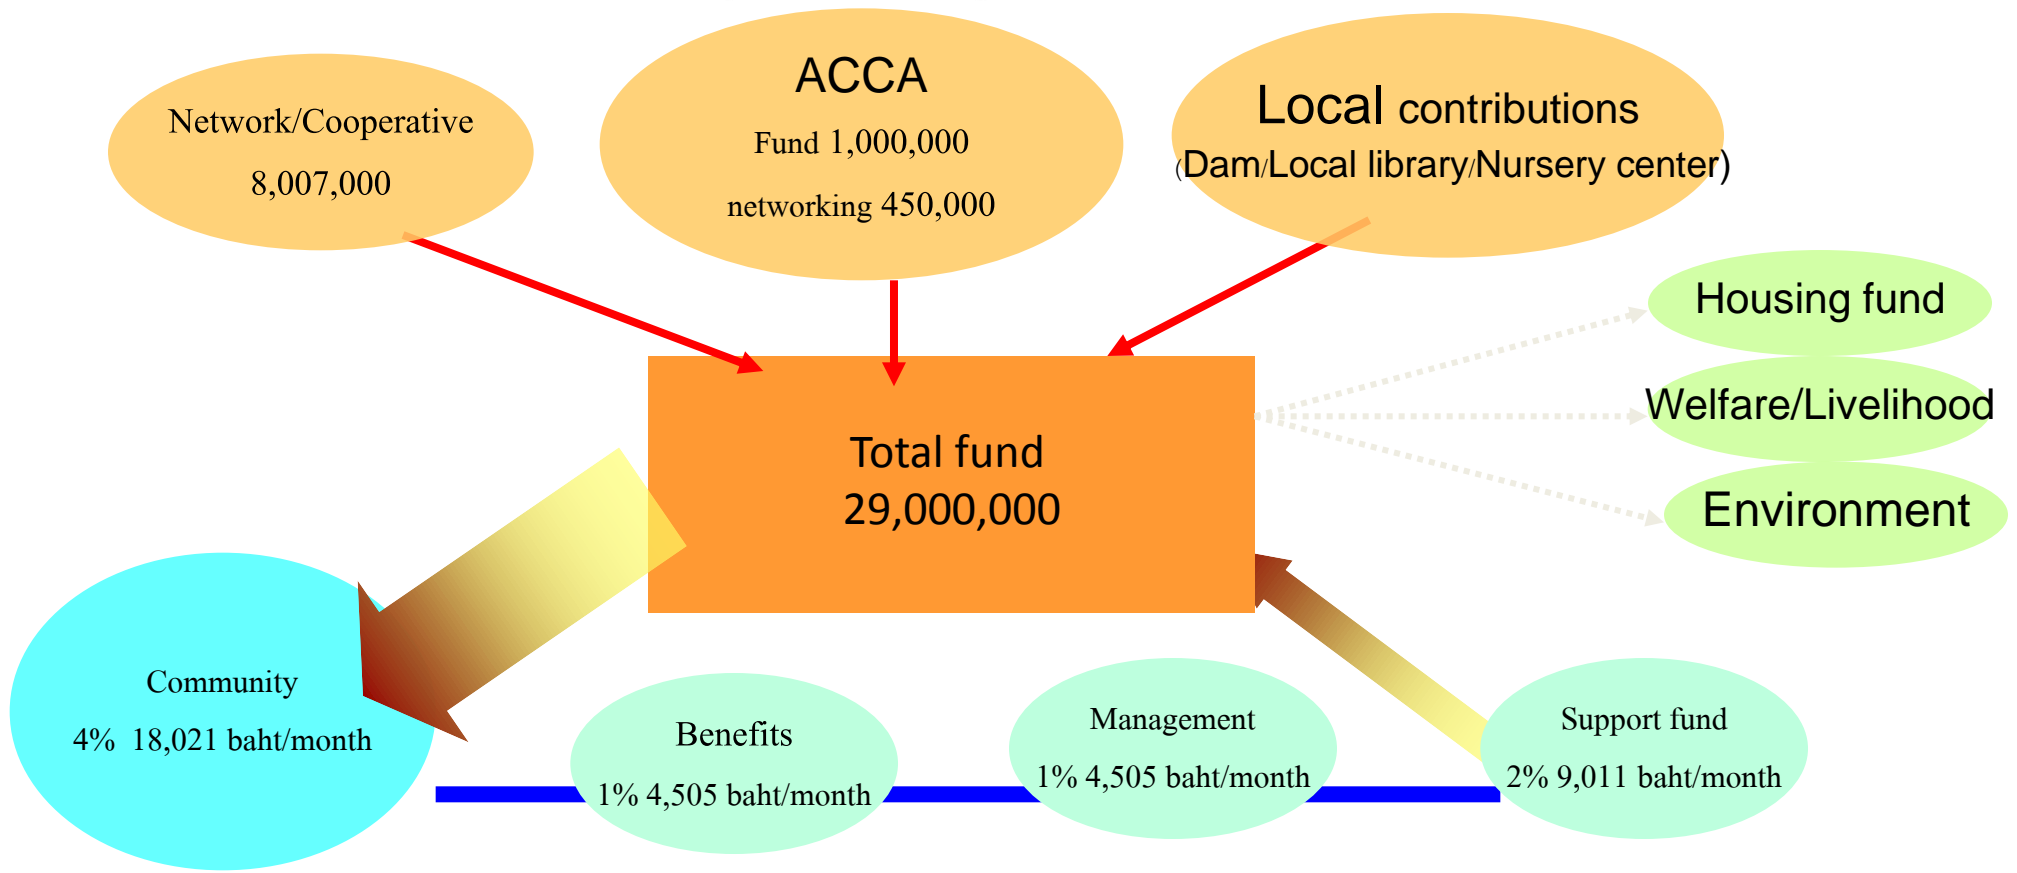 Network/Cooperative
8,007,000
ACCA
Fund 1,000,000
networking 450,000
Local contributions
(Dam/Local library/Nursery center)
Housing fund
Welfare/Livelihood
Environment
Total fund
29,000,000
Community
4%  18,021 baht/month
Benefits
1% 4,505 baht/month
Management
1% 4,505 baht/month
Support fund
2% 9,011 baht/month